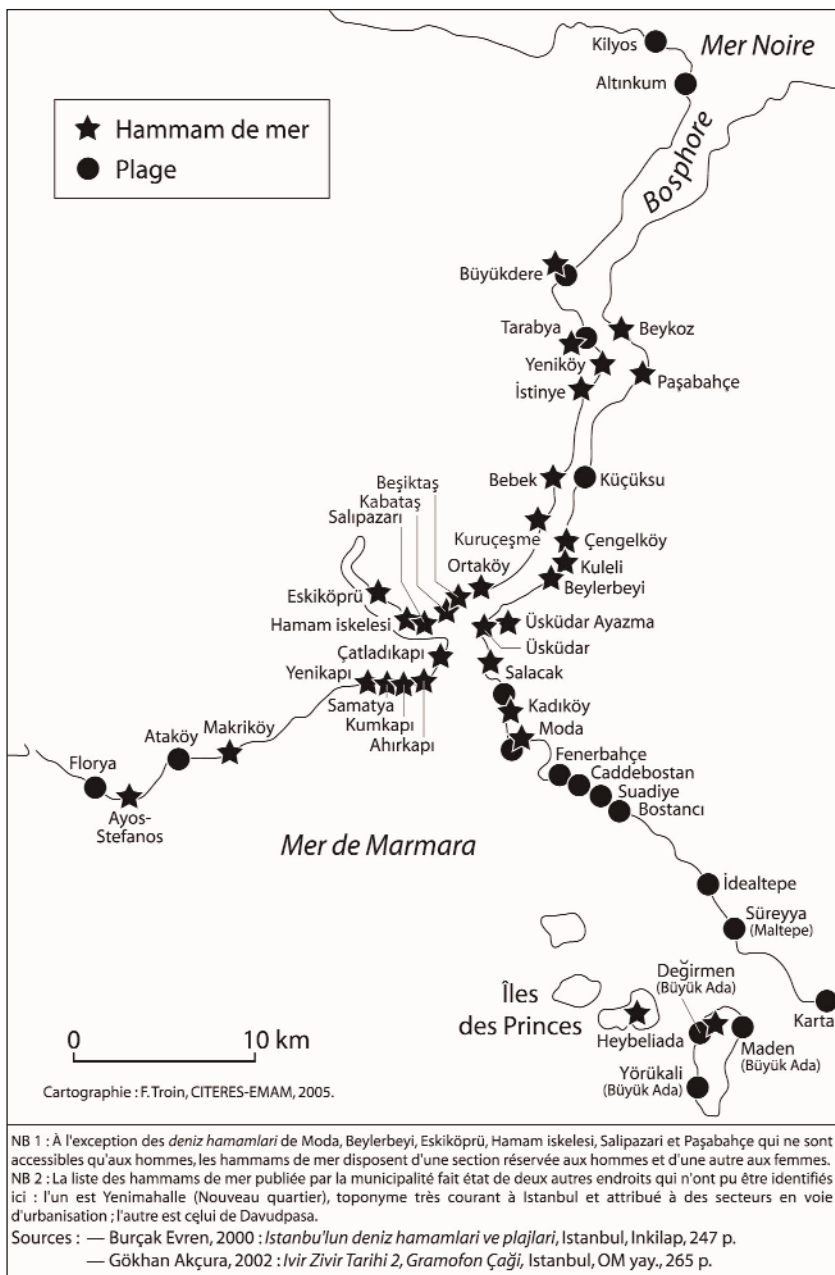 Kilyos
Mer Noire
Altınkum
★ Hammam de mer
● Plage
Bosphore
Büyükdere
Tarabya
Beykoz
Yeniköy
İstinye
Paşabahçe
Beşiktaş
Bebek
Küçüksu
Kabataş
Salıpazarı
Kuruçeşme
Çengelköy
Ortaköy
Kuleli
Eskiköprü
Beylerbeyi
Hamam iskelesi
Üsküdar Ayazma
Üsküdar
Çatladıkapı
Yenikapı
Salacak
Samatya
Kadıköy
Kumkapı
Moda
Makriköy
Ahırkapı
Ataköy
Fenerbahçe
Florya
Caddebostan
Suadiye
Ayos-
Stefanos
Bostancı
Mer de Marmara
İdealtepe
Süreyya
(Maltepe)
Değirmen
(Büyük Ada)
Îles
des Princes
0 10 km
Heybeliada
Karta
Maden
(Büyük Ada)
Yörükali
(Büyük Ada)
Cartographie : F. Troin, CITERES-EMAM, 2005.
NB 1 : À l'exception des deniz hamamlari de Moda, Beylerbeyi, Eskiköprü, Hamam iskelesi, Salipazari et Paşabahçe qui ne sont
accessibles qu'aux hommes, les hammams de mer disposent d'une section réservée aux hommes et d'une autre aux femmes.
NB 2 : La liste des hammams de mer publiée par la municipalité fait état de deux autres endroits qui n'ont pu être identifiés
ici : l'un est Yenimahalle (Nouveau quartier), toponyme très courant à Istanbul et attribué à des secteurs en voie
d'urbanisation ; l'autre est celui de Davudpasa.
Sources : — Burçak Evren, 2000 : Istanbu'lun deniz hamamlari ve plajlari, Istanbul, Inkilap, 247 p.
— Gökhan Akçura, 2002 : Ivir Zivir Tarihi 2, Gramofon Çaği, Istanbul, OM yay., 265 p.